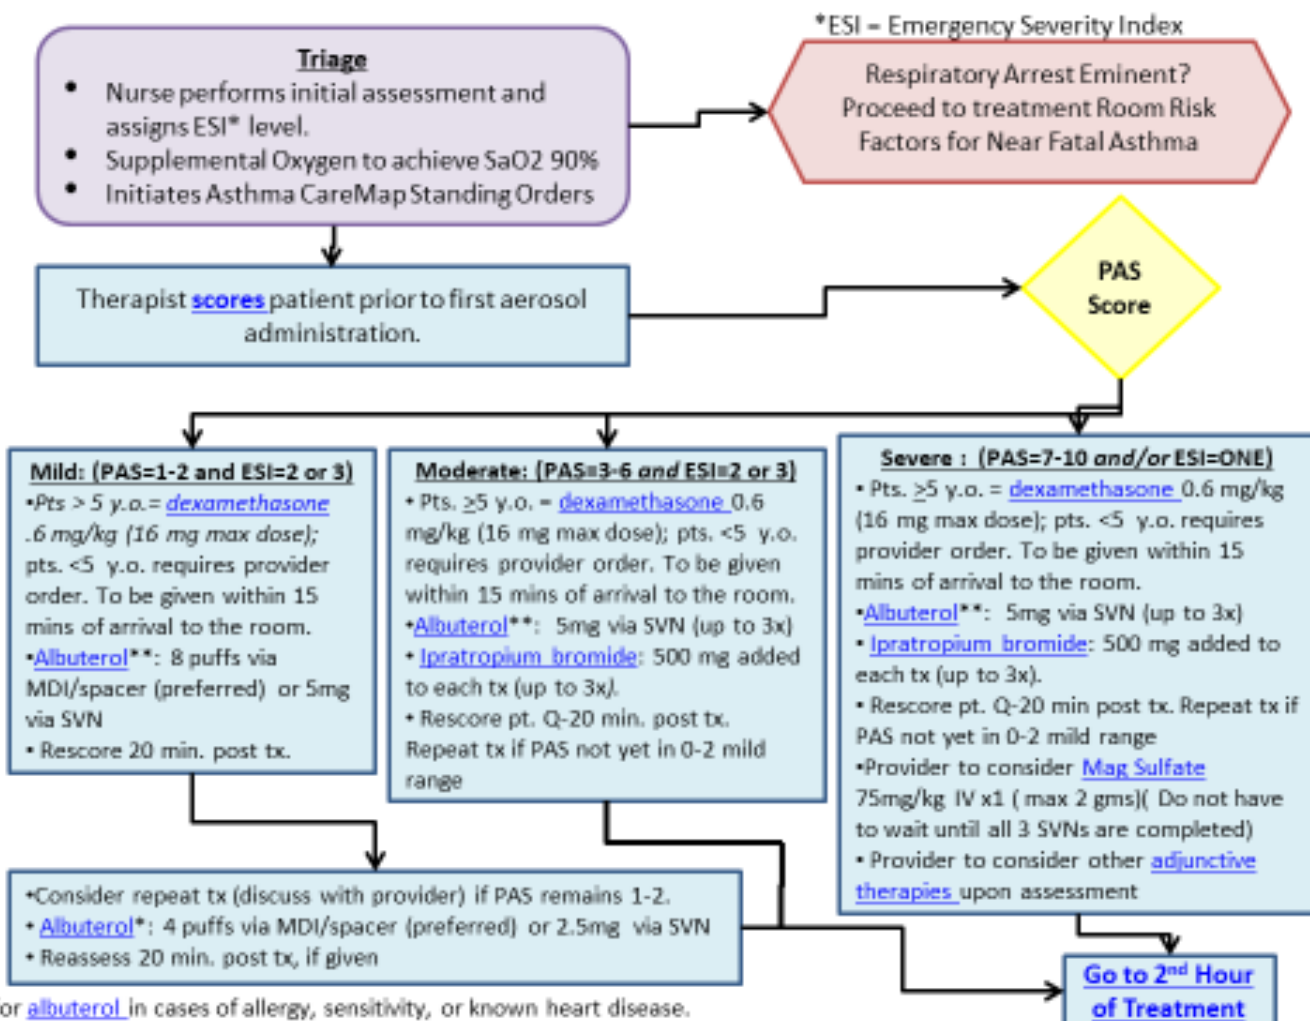 *ESI – Emergency Severity Index
Triage
• Nurse performs initial assessment and
assigns ESI* level.
• Supplemental Oxygen to achieve SaO2 90%
• Initiates Asthma CareMap Standing Orders
Respiratory Arrest Eminent?
Proceed to treatment Room Risk
Factors for Near Fatal Asthma
Therapist scores patient prior to first aerosol
administration.
PAS
Score
Mild: (PAS=1-2 and ESI=2 or 3)
•Pts > 5 y.o.= dexamethasone
.6 mg/kg (16 mg max dose);
pts. <5 y.o. requires provider
order. To be given within 15
mins of arrival to the room.
•Albuterol**: 8 puffs via
MDI/spacer (preferred) or 5mg
via SVN
• Rescore 20 min. post tx.
Moderate: (PAS=3-6 and ESI=2 or 3)
• Pts. ≥5 y.o. = dexamethasone 0.6
mg/kg (16 mg max dose); pts. <5 y.o.
requires provider order. To be given
within 15 mins of arrival to the room.
•Albuterol**: 5mg via SVN (up to 3x)
• Ipratropium bromide: 500 mg added
to each tx (up to 3x).
• Rescore pt. Q-20 min. post tx.
Repeat tx if PAS not yet in 0-2 mild
range
Severe : (PAS=7-10 and/or ESI=ONE)
• Pts. ≥5 y.o. = dexamethasone 0.6 mg/kg
(16 mg max dose); pts. <5 y.o. requires
provider order. To be given within 15
mins of arrival to the room.
•Albuterol**: 5mg via SVN (up to 3x)
• Ipratropium bromide: 500 mg added to
each tx (up to 3x).
• Rescore pt. Q-20 min post tx. Repeat tx if
PAS not yet in 0-2 mild range
•Provider to consider Mag Sulfate
75mg/kg IV x1 ( max 2 gms)( Do not have
to wait until all 3 SVNs are completed)
• Provider to consider other adjunctive
therapies upon assessment
•Consider repeat tx (discuss with provider) if PAS remains 1-2.
• Albuterol*: 4 puffs via MDI/spacer (preferred) or 2.5mg via SVN
• Reassess 20 min. post tx, if given
Go to 2nd Hour
of Treatment
or albuterol in cases of allergy, sensitivity, or known heart disease.